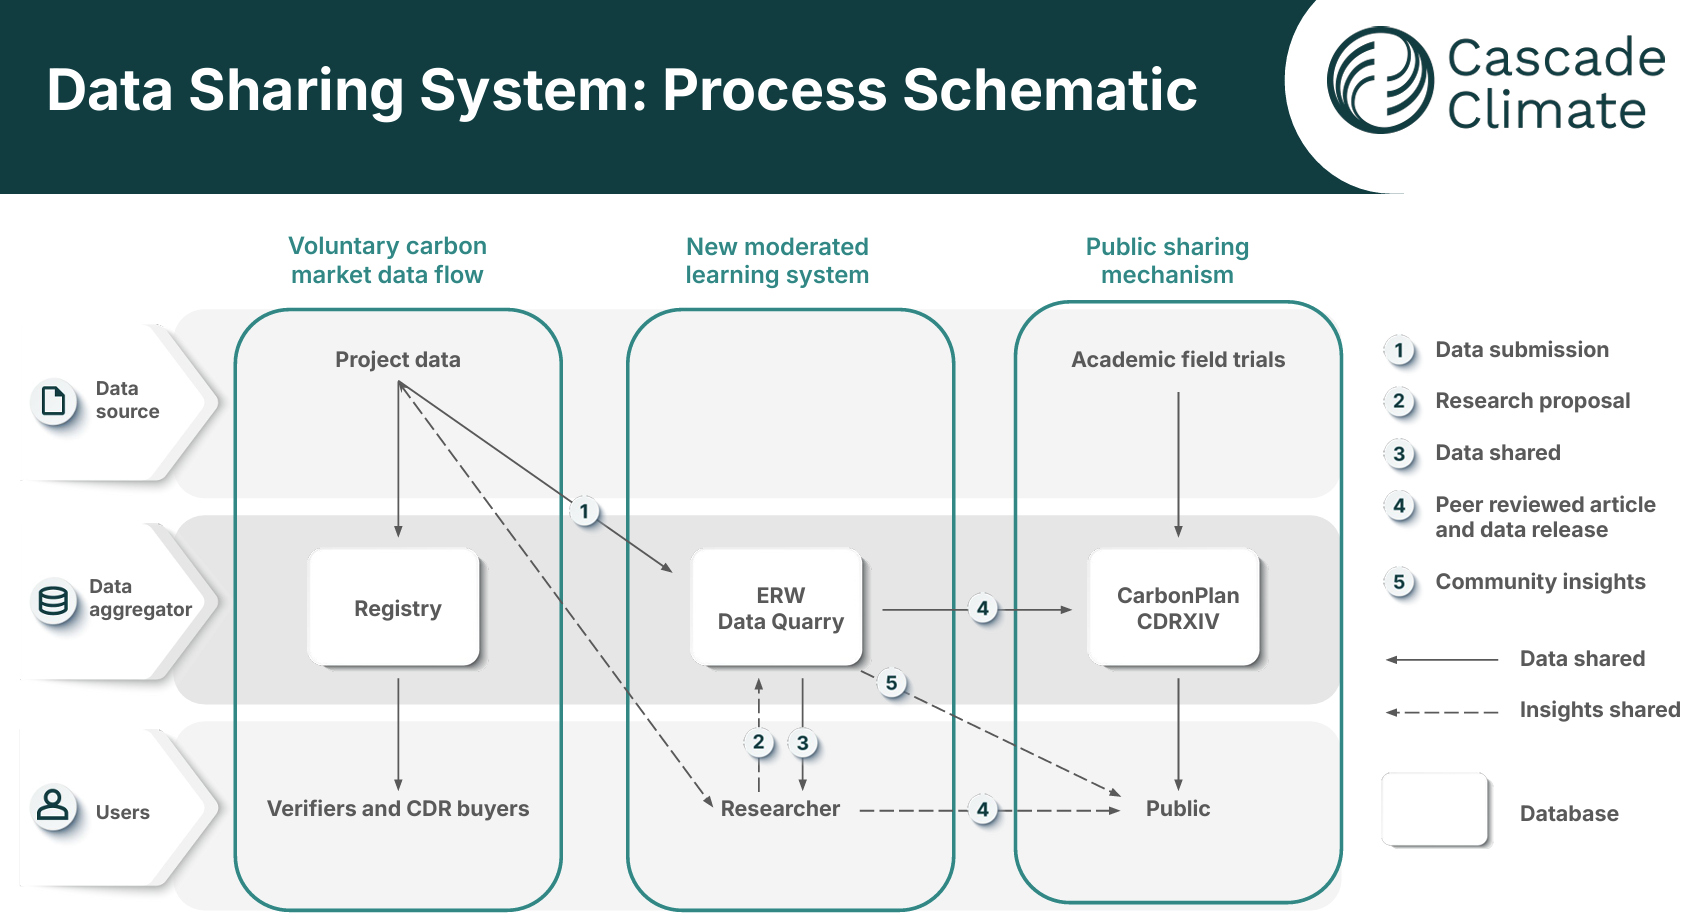 Data Sharing System: Process Schematic
Cascade
Climate
Voluntary carbon
market data flow
New moderated
learning system
Public sharing
mechanism
Data
source
Project data
Academic field trials
1
Data
aggregator
Registry
ERW
Data Quarry
4
CarbonPlan
CDRXIV
5
2
3
Users
Verifiers and CDR buyers
Researcher
4
Public
1 Data submission
2 Research proposal
3 Data shared
4 Peer reviewed article
and data release
5 Community insights
Data shared
Insights shared
Database